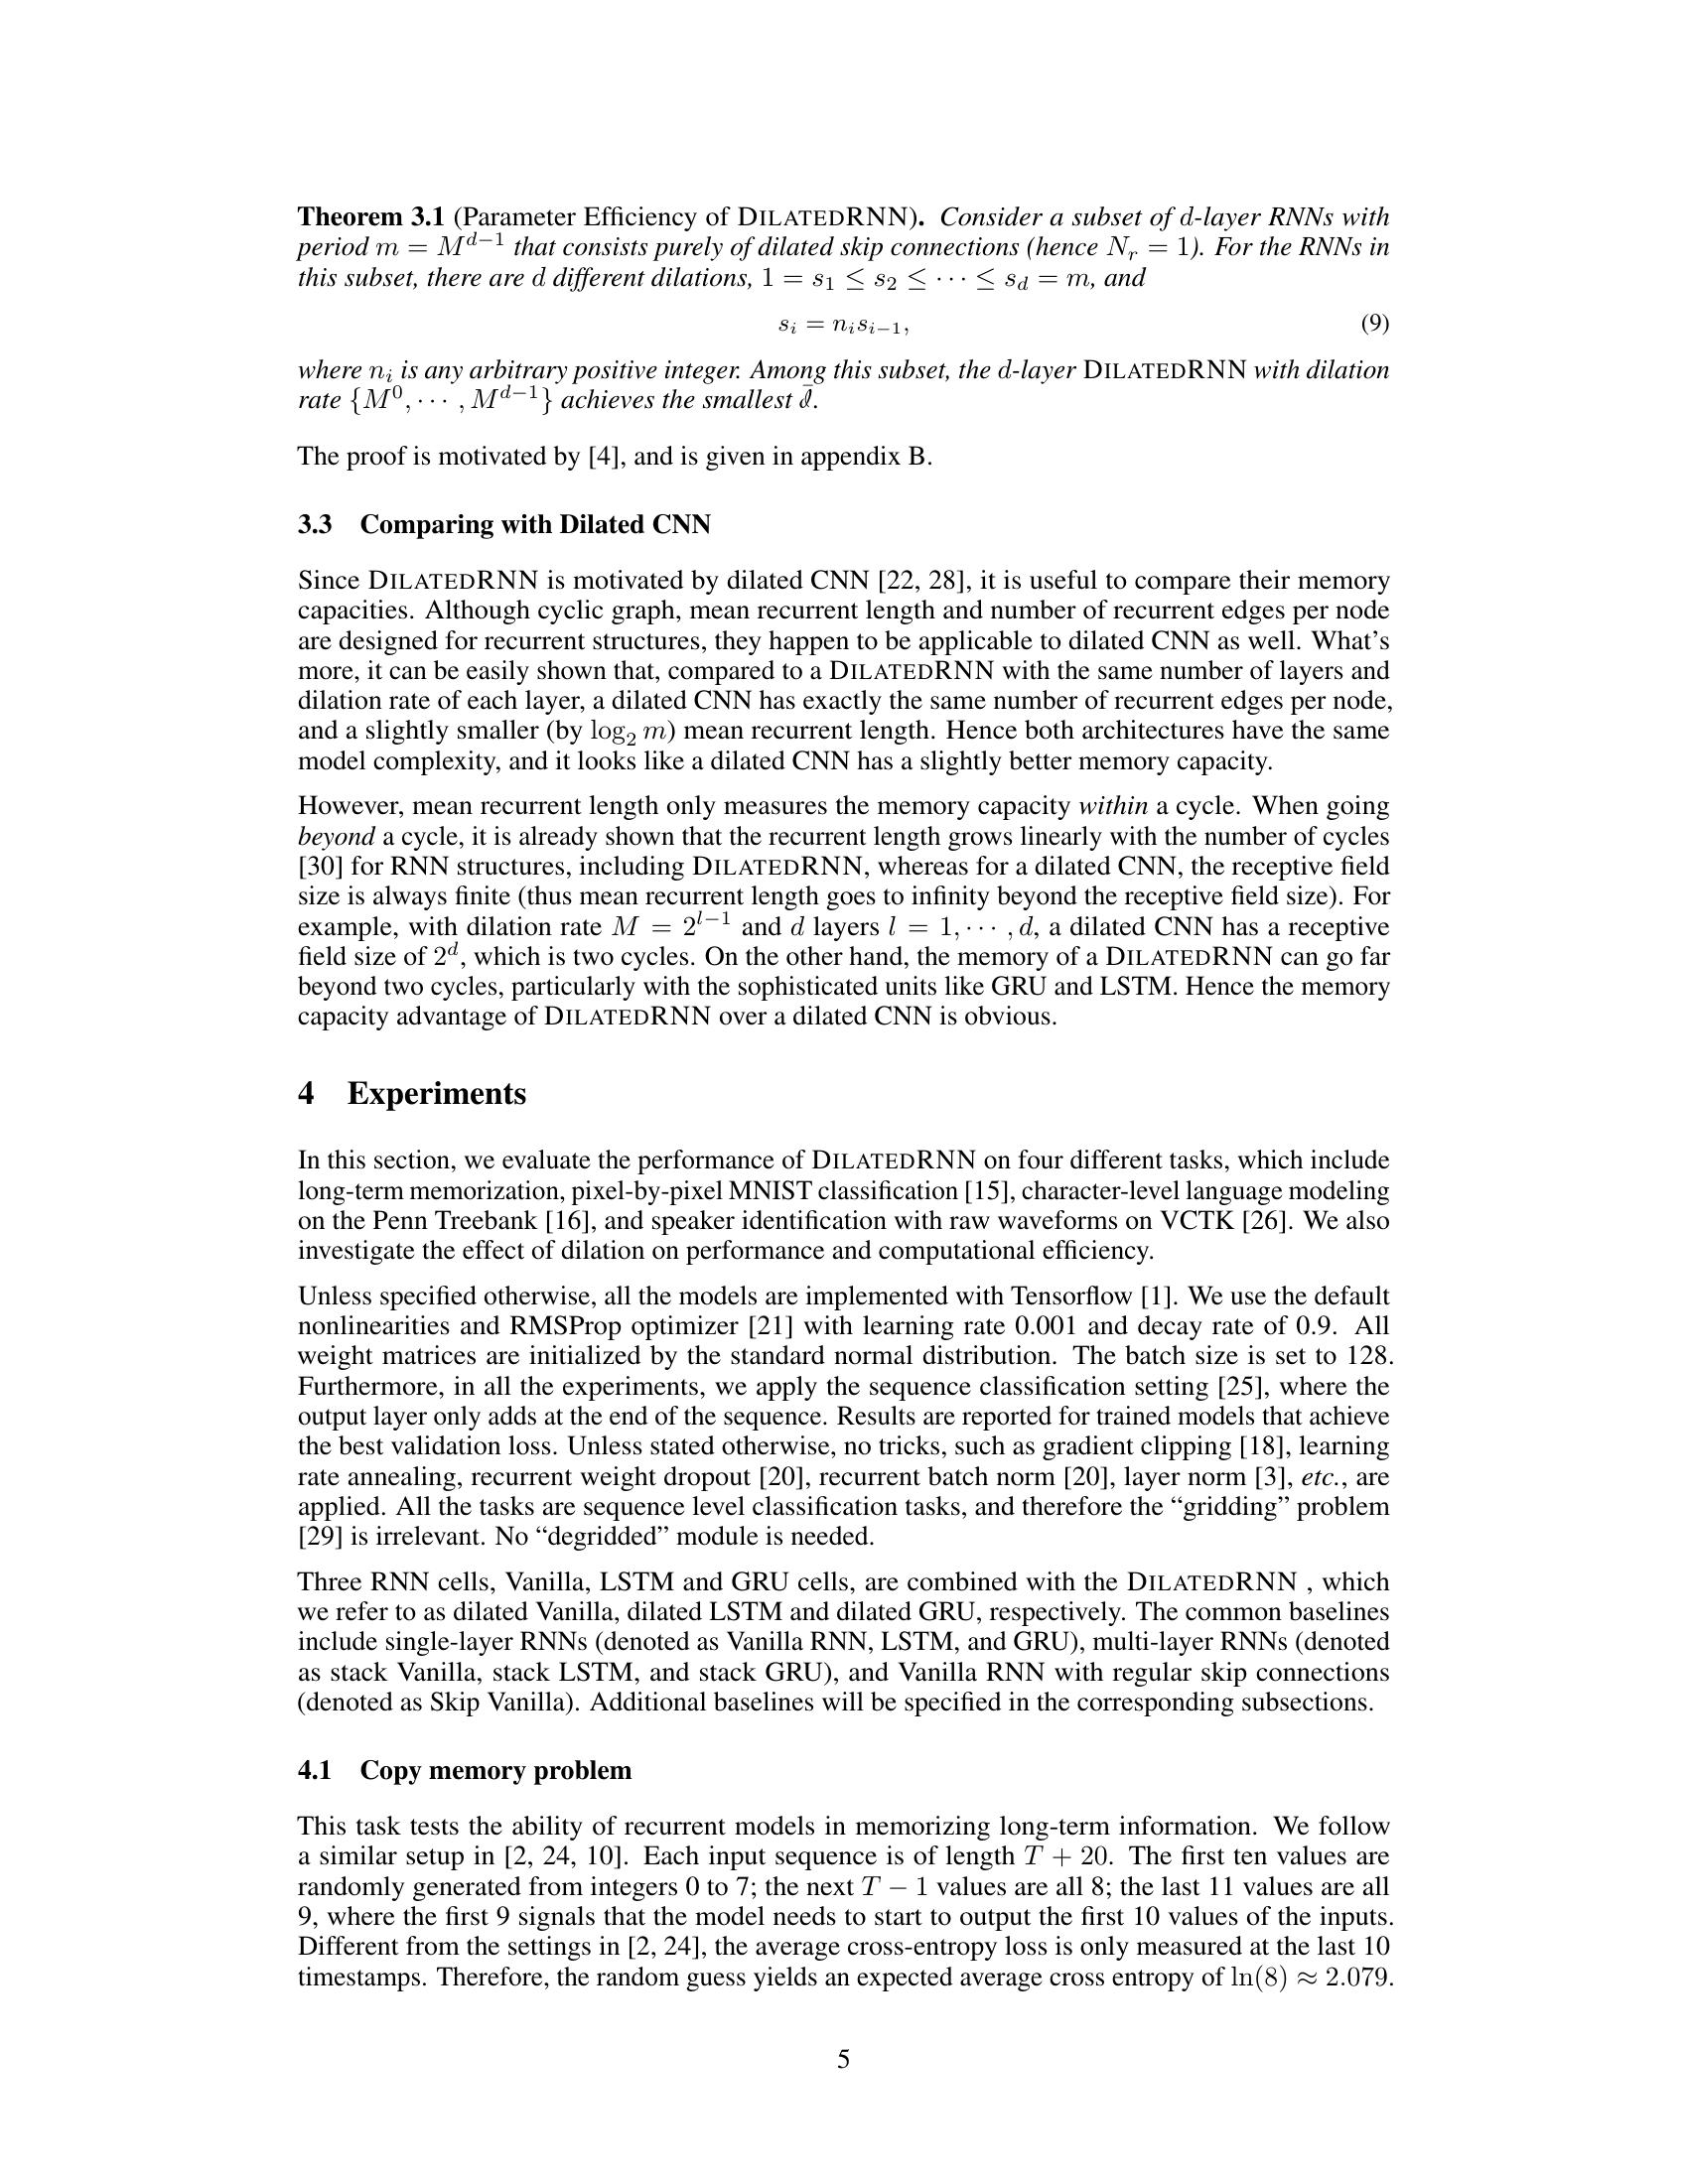 Theorem 3.1 (Parameter Efficiency of DILATEDRNN). Consider a subset of d-layer RNNs with
period m = M^{d−1} that consists purely of dilated skip connections (hence N_r = 1). For the RNNs in
this subset, there are d different dilations, 1 = s_1 ≤ s_2 ≤ ⋯ ≤ s_d = m, and
s_i = n_i s_{i−1}, (9)
where n_i is any arbitrary positive integer. Among this subset, the d-layer DILATEDRNN with dilation
rate {M^0, ⋯ , M^{d−1}} achieves the smallest d̄.
The proof is motivated by [4], and is given in appendix B.
3.3 Comparing with Dilated CNN
Since DILATEDRNN is motivated by dilated CNN [22, 28], it is useful to compare their memory
capacities. Although cyclic graph, mean recurrent length and number of recurrent edges per node
are designed for recurrent structures, they happen to be applicable to dilated CNN as well. What's
more, it can be easily shown that, compared to a DILATEDRNN with the same number of layers and
dilation rate of each layer, a dilated CNN has exactly the same number of recurrent edges per node,
and a slightly smaller (by log_2 m) mean recurrent length. Hence both architectures have the same
model complexity, and it looks like a dilated CNN has a slightly better memory capacity.
However, mean recurrent length only measures the memory capacity within a cycle. When going
beyond a cycle, it is already shown that the recurrent length grows linearly with the number of cycles
[30] for RNN structures, including DILATEDRNN, whereas for a dilated CNN, the receptive field
size is always finite (thus mean recurrent length goes to infinity beyond the receptive field size). For
example, with dilation rate M = 2^{l−1} and d layers l = 1, ⋯ , d, a dilated CNN has a receptive
field size of 2^d, which is two cycles. On the other hand, the memory of a DILATEDRNN can go far
beyond two cycles, particularly with the sophisticated units like GRU and LSTM. Hence the memory
capacity advantage of DILATEDRNN over a dilated CNN is obvious.
4 Experiments
In this section, we evaluate the performance of DILATEDRNN on four different tasks, which include
long-term memorization, pixel-by-pixel MNIST classification [15], character-level language modeling
on the Penn Treebank [16], and speaker identification with raw waveforms on VCTK [26]. We also
investigate the effect of dilation on performance and computational efficiency.
Unless specified otherwise, all the models are implemented with Tensorflow [1]. We use the default
nonlinearities and RMSProp optimizer [21] with learning rate 0.001 and decay rate of 0.9. All
weight matrices are initialized by the standard normal distribution. The batch size is set to 128.
Furthermore, in all the experiments, we apply the sequence classification setting [25], where the
output layer only adds at the end of the sequence. Results are reported for trained models that achieve
the best validation loss. Unless stated otherwise, no tricks, such as gradient clipping [18], learning
rate annealing, recurrent weight dropout [20], recurrent batch norm [20], layer norm [3], etc., are
applied. All the tasks are sequence level classification tasks, and therefore the “gridding” problem
[29] is irrelevant. No “degridded” module is needed.
Three RNN cells, Vanilla, LSTM and GRU cells, are combined with the DILATEDRNN , which
we refer to as dilated Vanilla, dilated LSTM and dilated GRU, respectively. The common baselines
include single-layer RNNs (denoted as Vanilla RNN, LSTM, and GRU), multi-layer RNNs (denoted
as stack Vanilla, stack LSTM, and stack GRU), and Vanilla RNN with regular skip connections
(denoted as Skip Vanilla). Additional baselines will be specified in the corresponding subsections.
4.1 Copy memory problem
This task tests the ability of recurrent models in memorizing long-term information. We follow
a similar setup in [2, 24, 10]. Each input sequence is of length T + 20. The first ten values are
randomly generated from integers 0 to 7; the next T − 1 values are all 8; the last 11 values are all
9, where the first 9 signals that the model needs to start to output the first 10 values of the inputs.
Different from the settings in [2, 24], the average cross-entropy loss is only measured at the last 10
timestamps. Therefore, the random guess yields an expected average cross entropy of ln(8) ≈ 2.079.
5